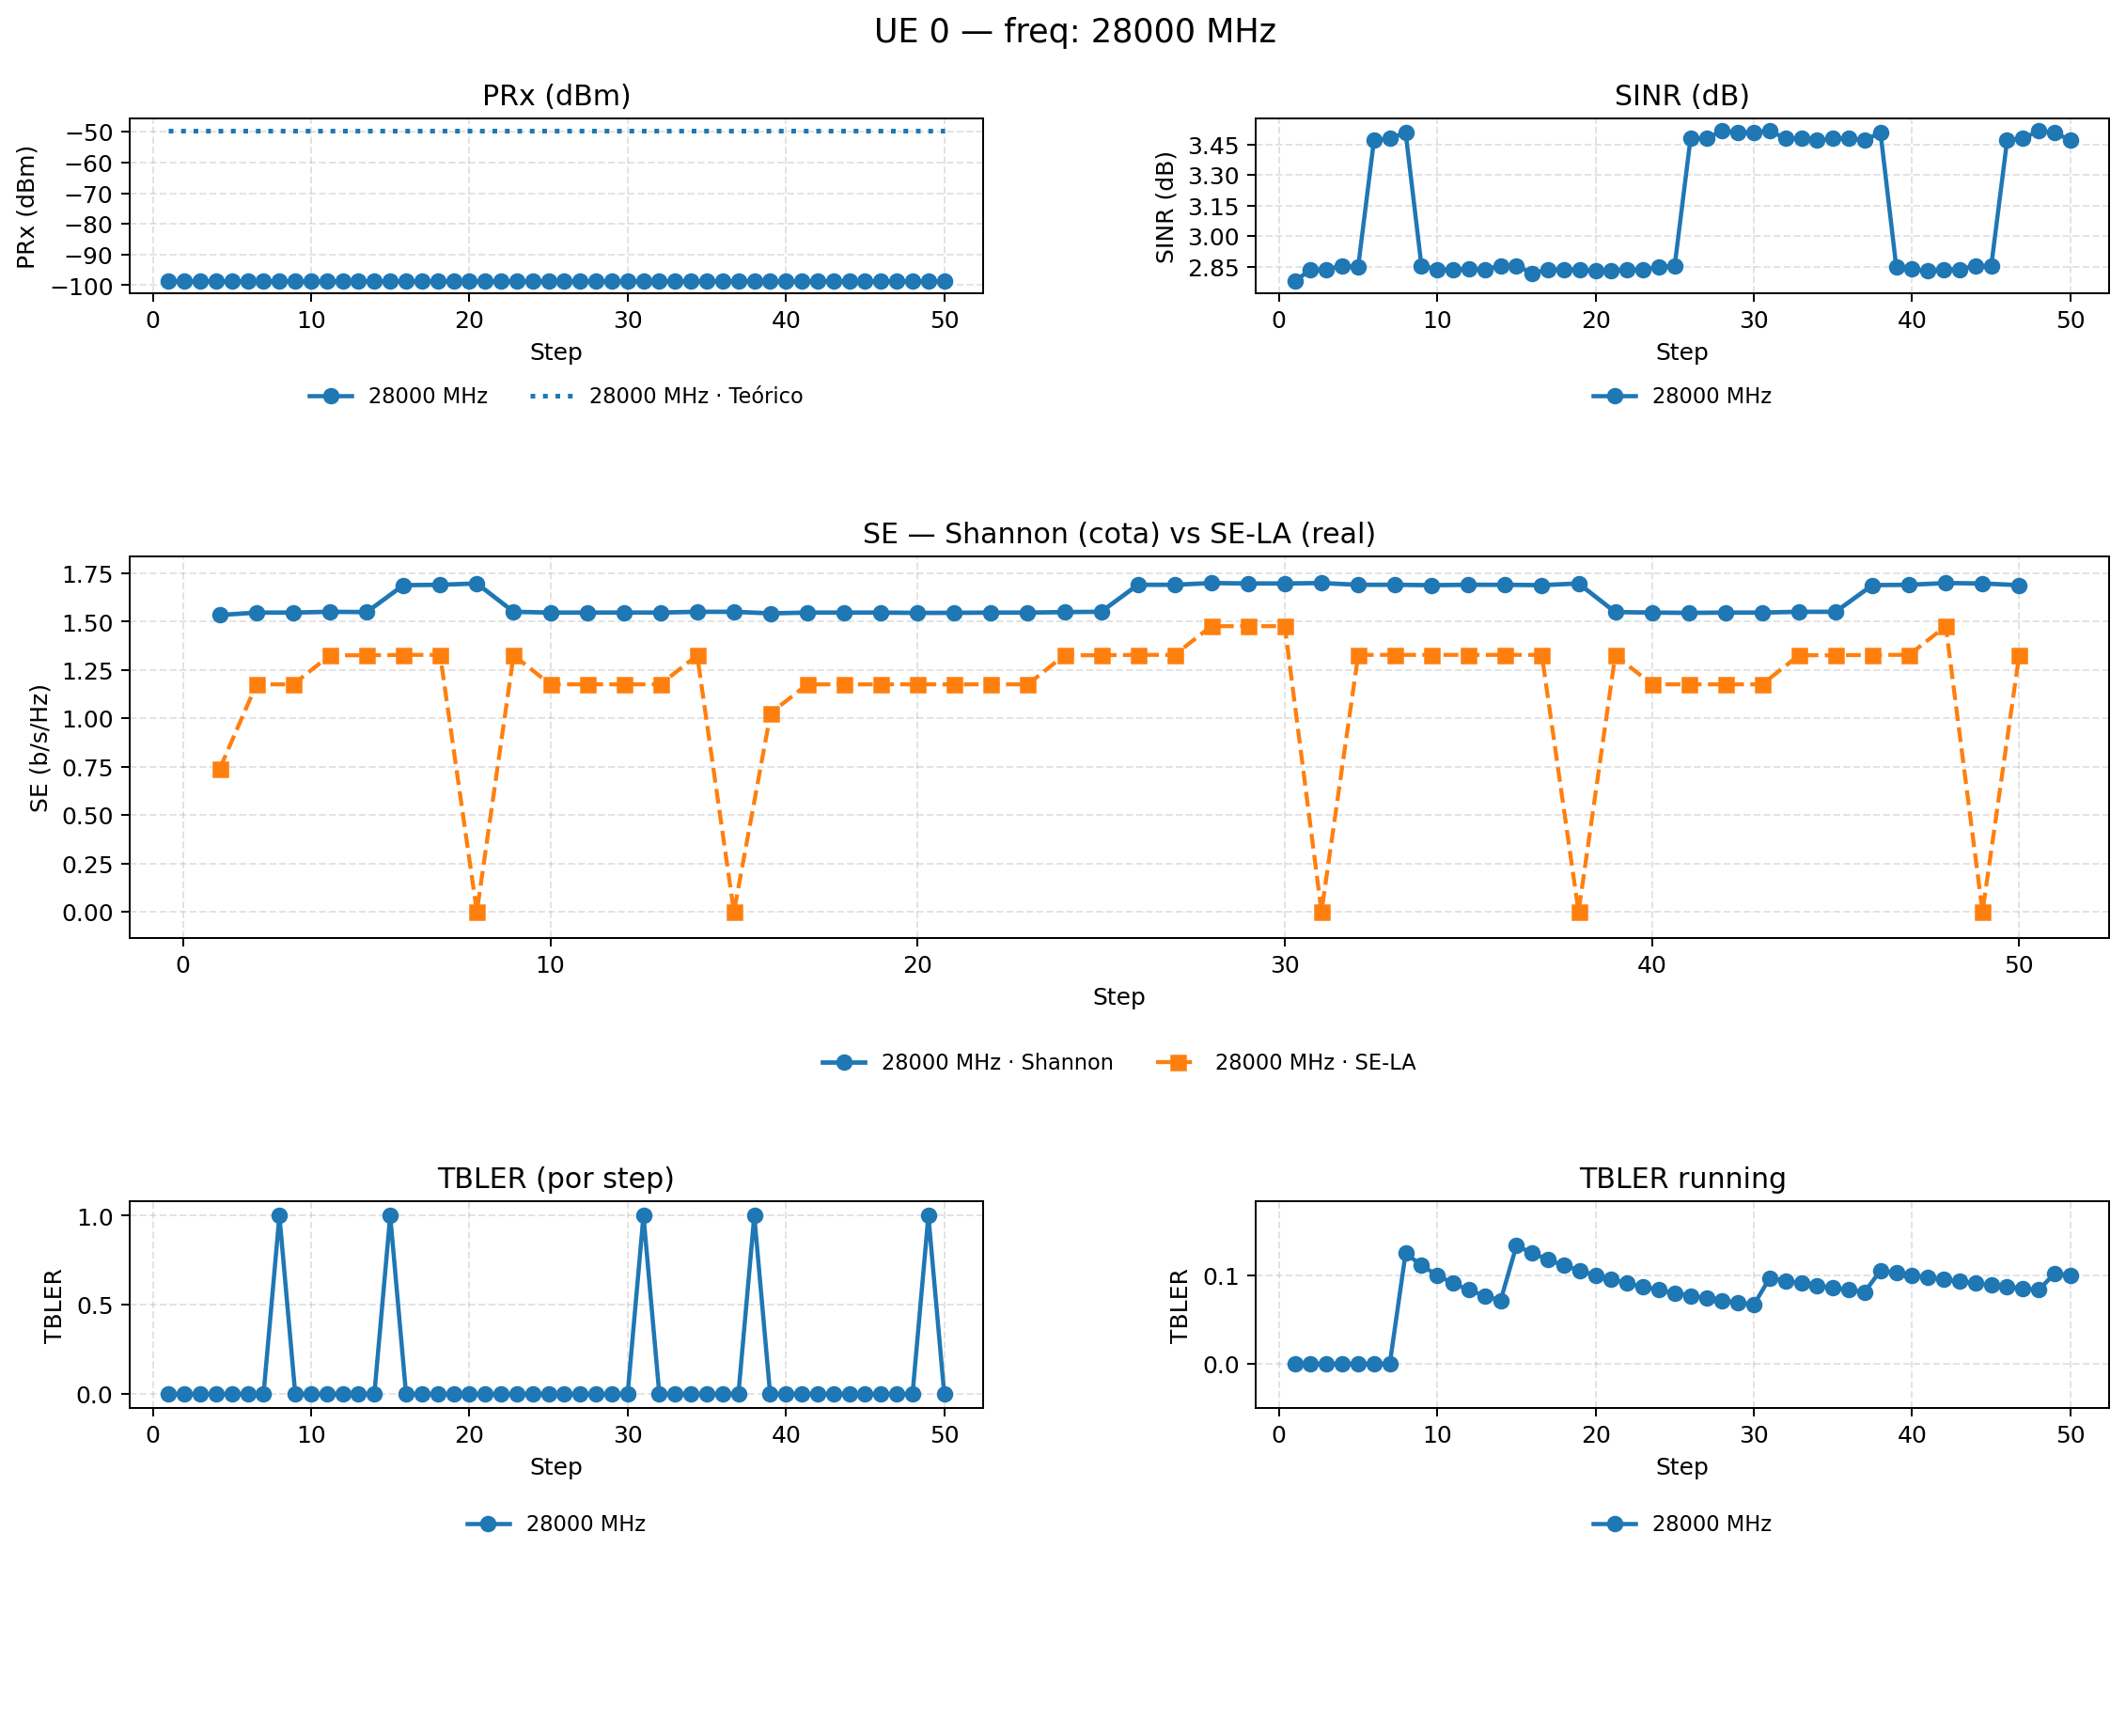 UE 0 — freq: 28000 MHz
PRx (dBm)
PRx (dBm)
−50
−60
−70
−80
−90
−100
0 10 20 30 40 50
Step
28000 MHz 28000 MHz · Teórico
SINR (dB)
SINR (dB)
3.45
3.30
3.15
3.00
2.85
0 10 20 30 40 50
Step
28000 MHz
SE — Shannon (cota) vs SE-LA (real)
SE (b/s/Hz)
1.75
1.50
1.25
1.00
0.75
0.50
0.25
0.00
0 10 20 30 40 50
Step
28000 MHz · Shannon 28000 MHz · SE-LA
TBLER (por step)
TBLER
1.0
0.5
0.0
0 10 20 30 40 50
Step
28000 MHz
TBLER running
TBLER
0.1
0.0
0 10 20 30 40 50
Step
28000 MHz